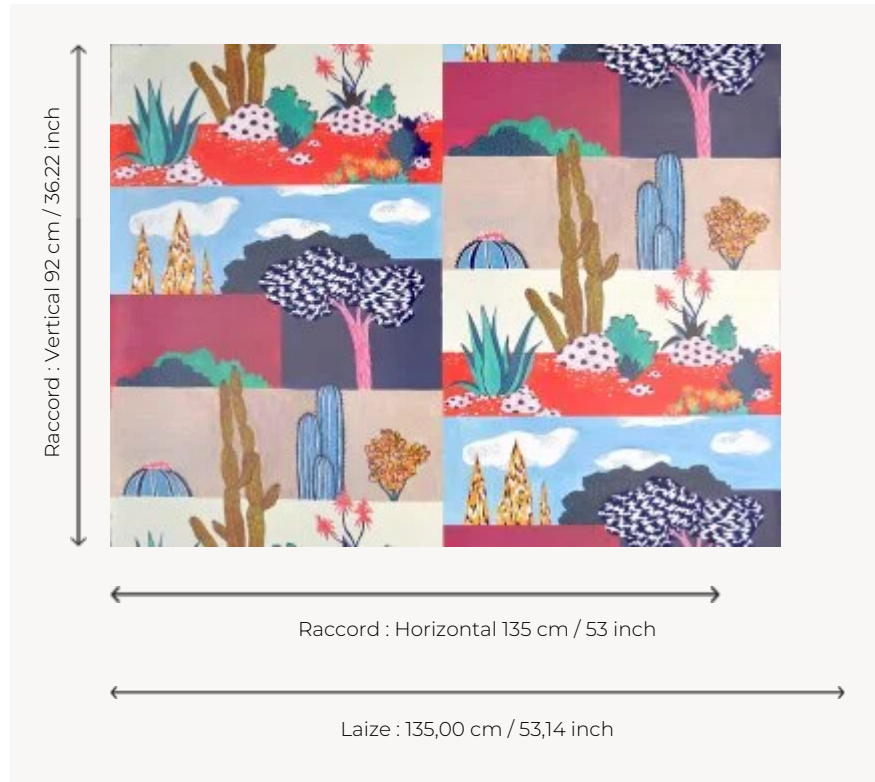 Raccord : Vertical 92 cm / 36.22 inch
Raccord : Horizontal 135 cm / 53 inch
Laize : 135,00 cm / 53,14 inch